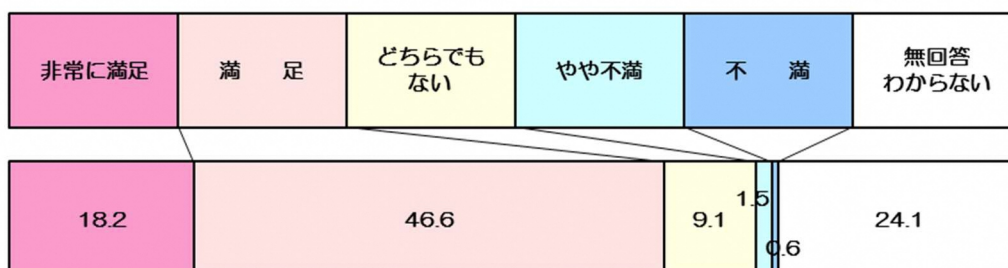 非常に満足
満 足
どちらでも
ない
やや不満
不 満
無回答
わからない
18.2
46.6
9.1
1.5
0.6
24.1